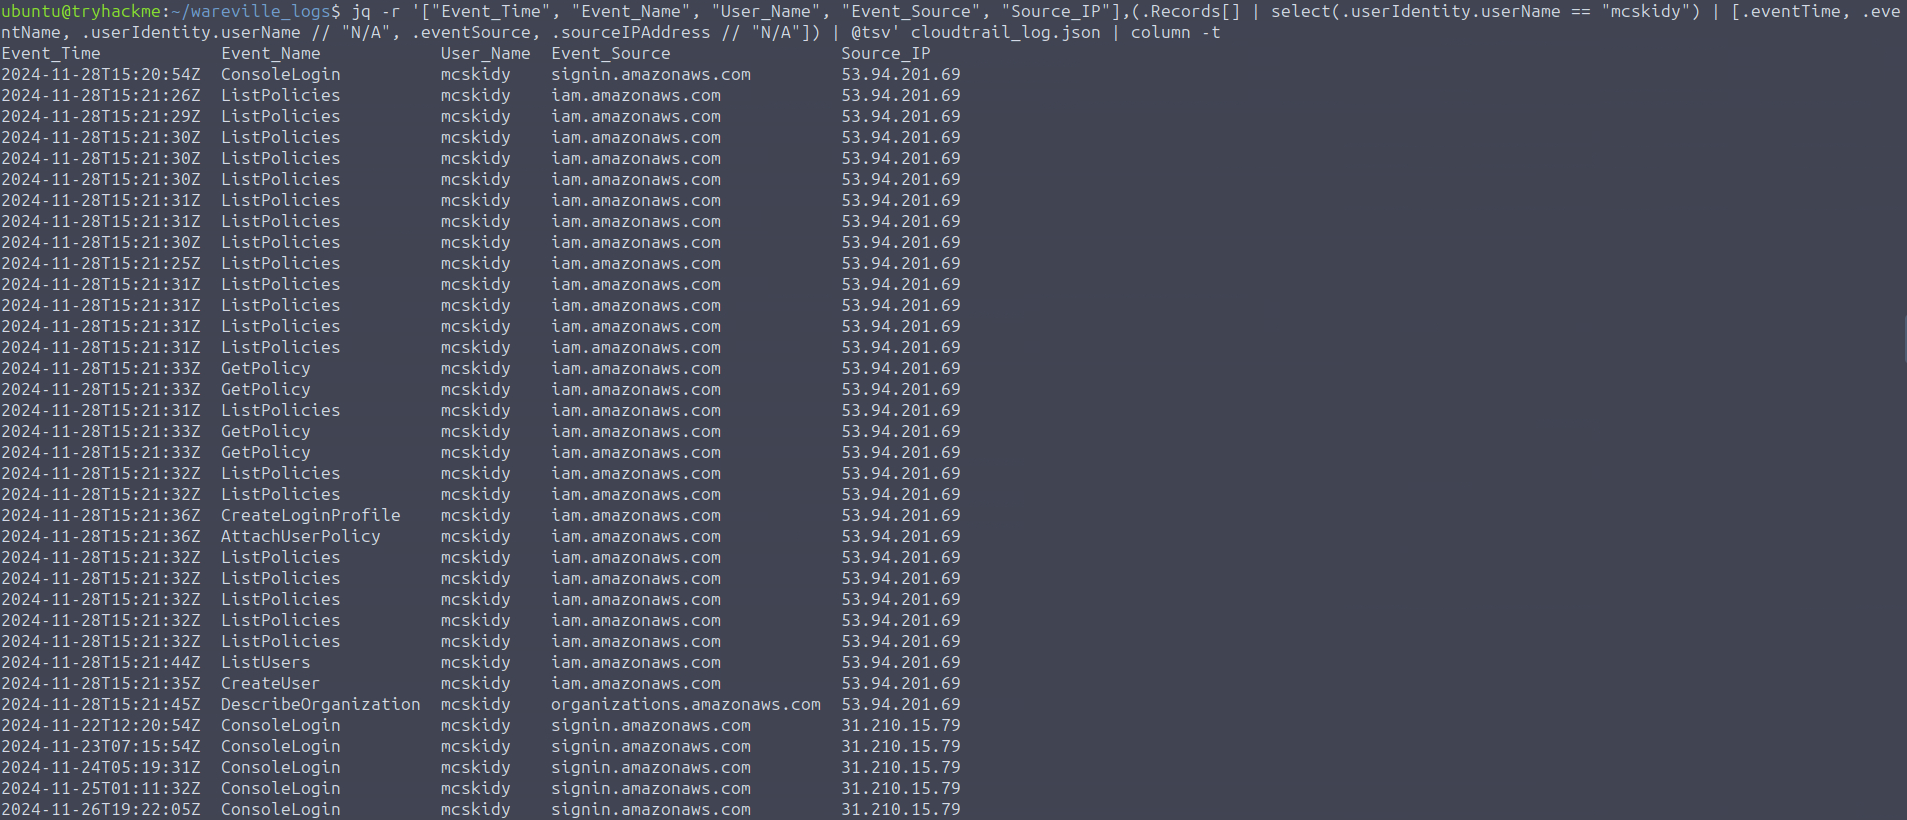 ubuntu@tryhackme:~/wareville_logs$ jq -r '["Event_Time", "Event_Name", "User_Name", "Event_Source", "Source_IP"],(.Records[] | select(.userIdentity.userName == "mcskidy") | [.eventTime, .eve
ntName, .userIdentity.userName // "N/A", .eventSource, .sourceIPAddress // "N/A"]) | @tsv' cloudtrail_log.json | column -t
Event_Time            Event_Name            User_Name  Event_Source                 Source_IP
2024-11-28T15:20:54Z  ConsoleLogin          mcskidy    signin.amazonaws.com         53.94.201.69
2024-11-28T15:21:26Z  ListPolicies          mcskidy    iam.amazonaws.com            53.94.201.69
2024-11-28T15:21:29Z  ListPolicies          mcskidy    iam.amazonaws.com            53.94.201.69
2024-11-28T15:21:30Z  ListPolicies          mcskidy    iam.amazonaws.com            53.94.201.69
2024-11-28T15:21:30Z  ListPolicies          mcskidy    iam.amazonaws.com            53.94.201.69
2024-11-28T15:21:30Z  ListPolicies          mcskidy    iam.amazonaws.com            53.94.201.69
2024-11-28T15:21:31Z  ListPolicies          mcskidy    iam.amazonaws.com            53.94.201.69
2024-11-28T15:21:31Z  ListPolicies          mcskidy    iam.amazonaws.com            53.94.201.69
2024-11-28T15:21:30Z  ListPolicies          mcskidy    iam.amazonaws.com            53.94.201.69
2024-11-28T15:21:25Z  ListPolicies          mcskidy    iam.amazonaws.com            53.94.201.69
2024-11-28T15:21:31Z  ListPolicies          mcskidy    iam.amazonaws.com            53.94.201.69
2024-11-28T15:21:31Z  ListPolicies          mcskidy    iam.amazonaws.com            53.94.201.69
2024-11-28T15:21:31Z  ListPolicies          mcskidy    iam.amazonaws.com            53.94.201.69
2024-11-28T15:21:31Z  ListPolicies          mcskidy    iam.amazonaws.com            53.94.201.69
2024-11-28T15:21:33Z  GetPolicy             mcskidy    iam.amazonaws.com            53.94.201.69
2024-11-28T15:21:33Z  GetPolicy             mcskidy    iam.amazonaws.com            53.94.201.69
2024-11-28T15:21:31Z  ListPolicies          mcskidy    iam.amazonaws.com            53.94.201.69
2024-11-28T15:21:33Z  GetPolicy             mcskidy    iam.amazonaws.com            53.94.201.69
2024-11-28T15:21:33Z  GetPolicy             mcskidy    iam.amazonaws.com            53.94.201.69
2024-11-28T15:21:32Z  ListPolicies          mcskidy    iam.amazonaws.com            53.94.201.69
2024-11-28T15:21:32Z  ListPolicies          mcskidy    iam.amazonaws.com            53.94.201.69
2024-11-28T15:21:36Z  CreateLoginProfile    mcskidy    iam.amazonaws.com            53.94.201.69
2024-11-28T15:21:36Z  AttachUserPolicy      mcskidy    iam.amazonaws.com            53.94.201.69
2024-11-28T15:21:32Z  ListPolicies          mcskidy    iam.amazonaws.com            53.94.201.69
2024-11-28T15:21:32Z  ListPolicies          mcskidy    iam.amazonaws.com            53.94.201.69
2024-11-28T15:21:32Z  ListPolicies          mcskidy    iam.amazonaws.com            53.94.201.69
2024-11-28T15:21:32Z  ListPolicies          mcskidy    iam.amazonaws.com            53.94.201.69
2024-11-28T15:21:32Z  ListPolicies          mcskidy    iam.amazonaws.com            53.94.201.69
2024-11-28T15:21:44Z  ListUsers             mcskidy    iam.amazonaws.com            53.94.201.69
2024-11-28T15:21:35Z  CreateUser            mcskidy    iam.amazonaws.com            53.94.201.69
2024-11-28T15:21:45Z  DescribeOrganization  mcskidy    organizations.amazonaws.com  53.94.201.69
2024-11-22T12:20:54Z  ConsoleLogin          mcskidy    signin.amazonaws.com         31.210.15.79
2024-11-23T07:15:54Z  ConsoleLogin          mcskidy    signin.amazonaws.com         31.210.15.79
2024-11-24T05:19:31Z  ConsoleLogin          mcskidy    signin.amazonaws.com         31.210.15.79
2024-11-25T01:11:32Z  ConsoleLogin          mcskidy    signin.amazonaws.com         31.210.15.79
2024-11-26T19:22:05Z  ConsoleLogin          mcskidy    signin.amazonaws.com         31.210.15.79